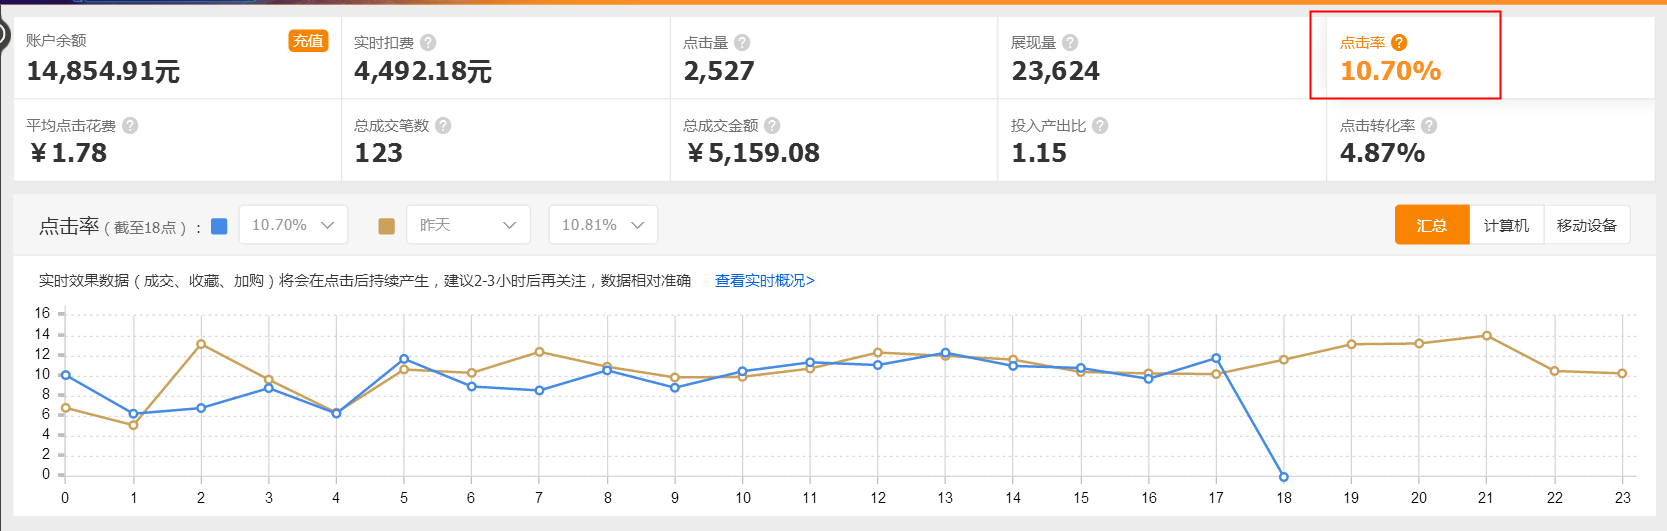 账户余额 充值 实时扣费 ? 点击量 ? 展现量 ? 点击率 ?
14,854.91元 4,492.18元 2,527 23,624 10.70%
平均点击花费 ? 总成交笔数 ? 总成交金额 ? 投入产出比 ? 点击转化率 ?
￥1.78 123 ￥5,159.08 1.15 4.87%
点击率（截至18点）： 10.70% 昨天 10.81% 汇总 计算机 移动设备
实时效果数据（成交、收藏、加购）将会在点击后持续产生，建议2-3小时后再关注，数据相对准确 查看实时概况>
16
14
12
10
8
6
4
2
0
0 1 2 3 4 5 6 7 8 9 10 11 12 13 14 15 16 17 18 19 20 21 22 23